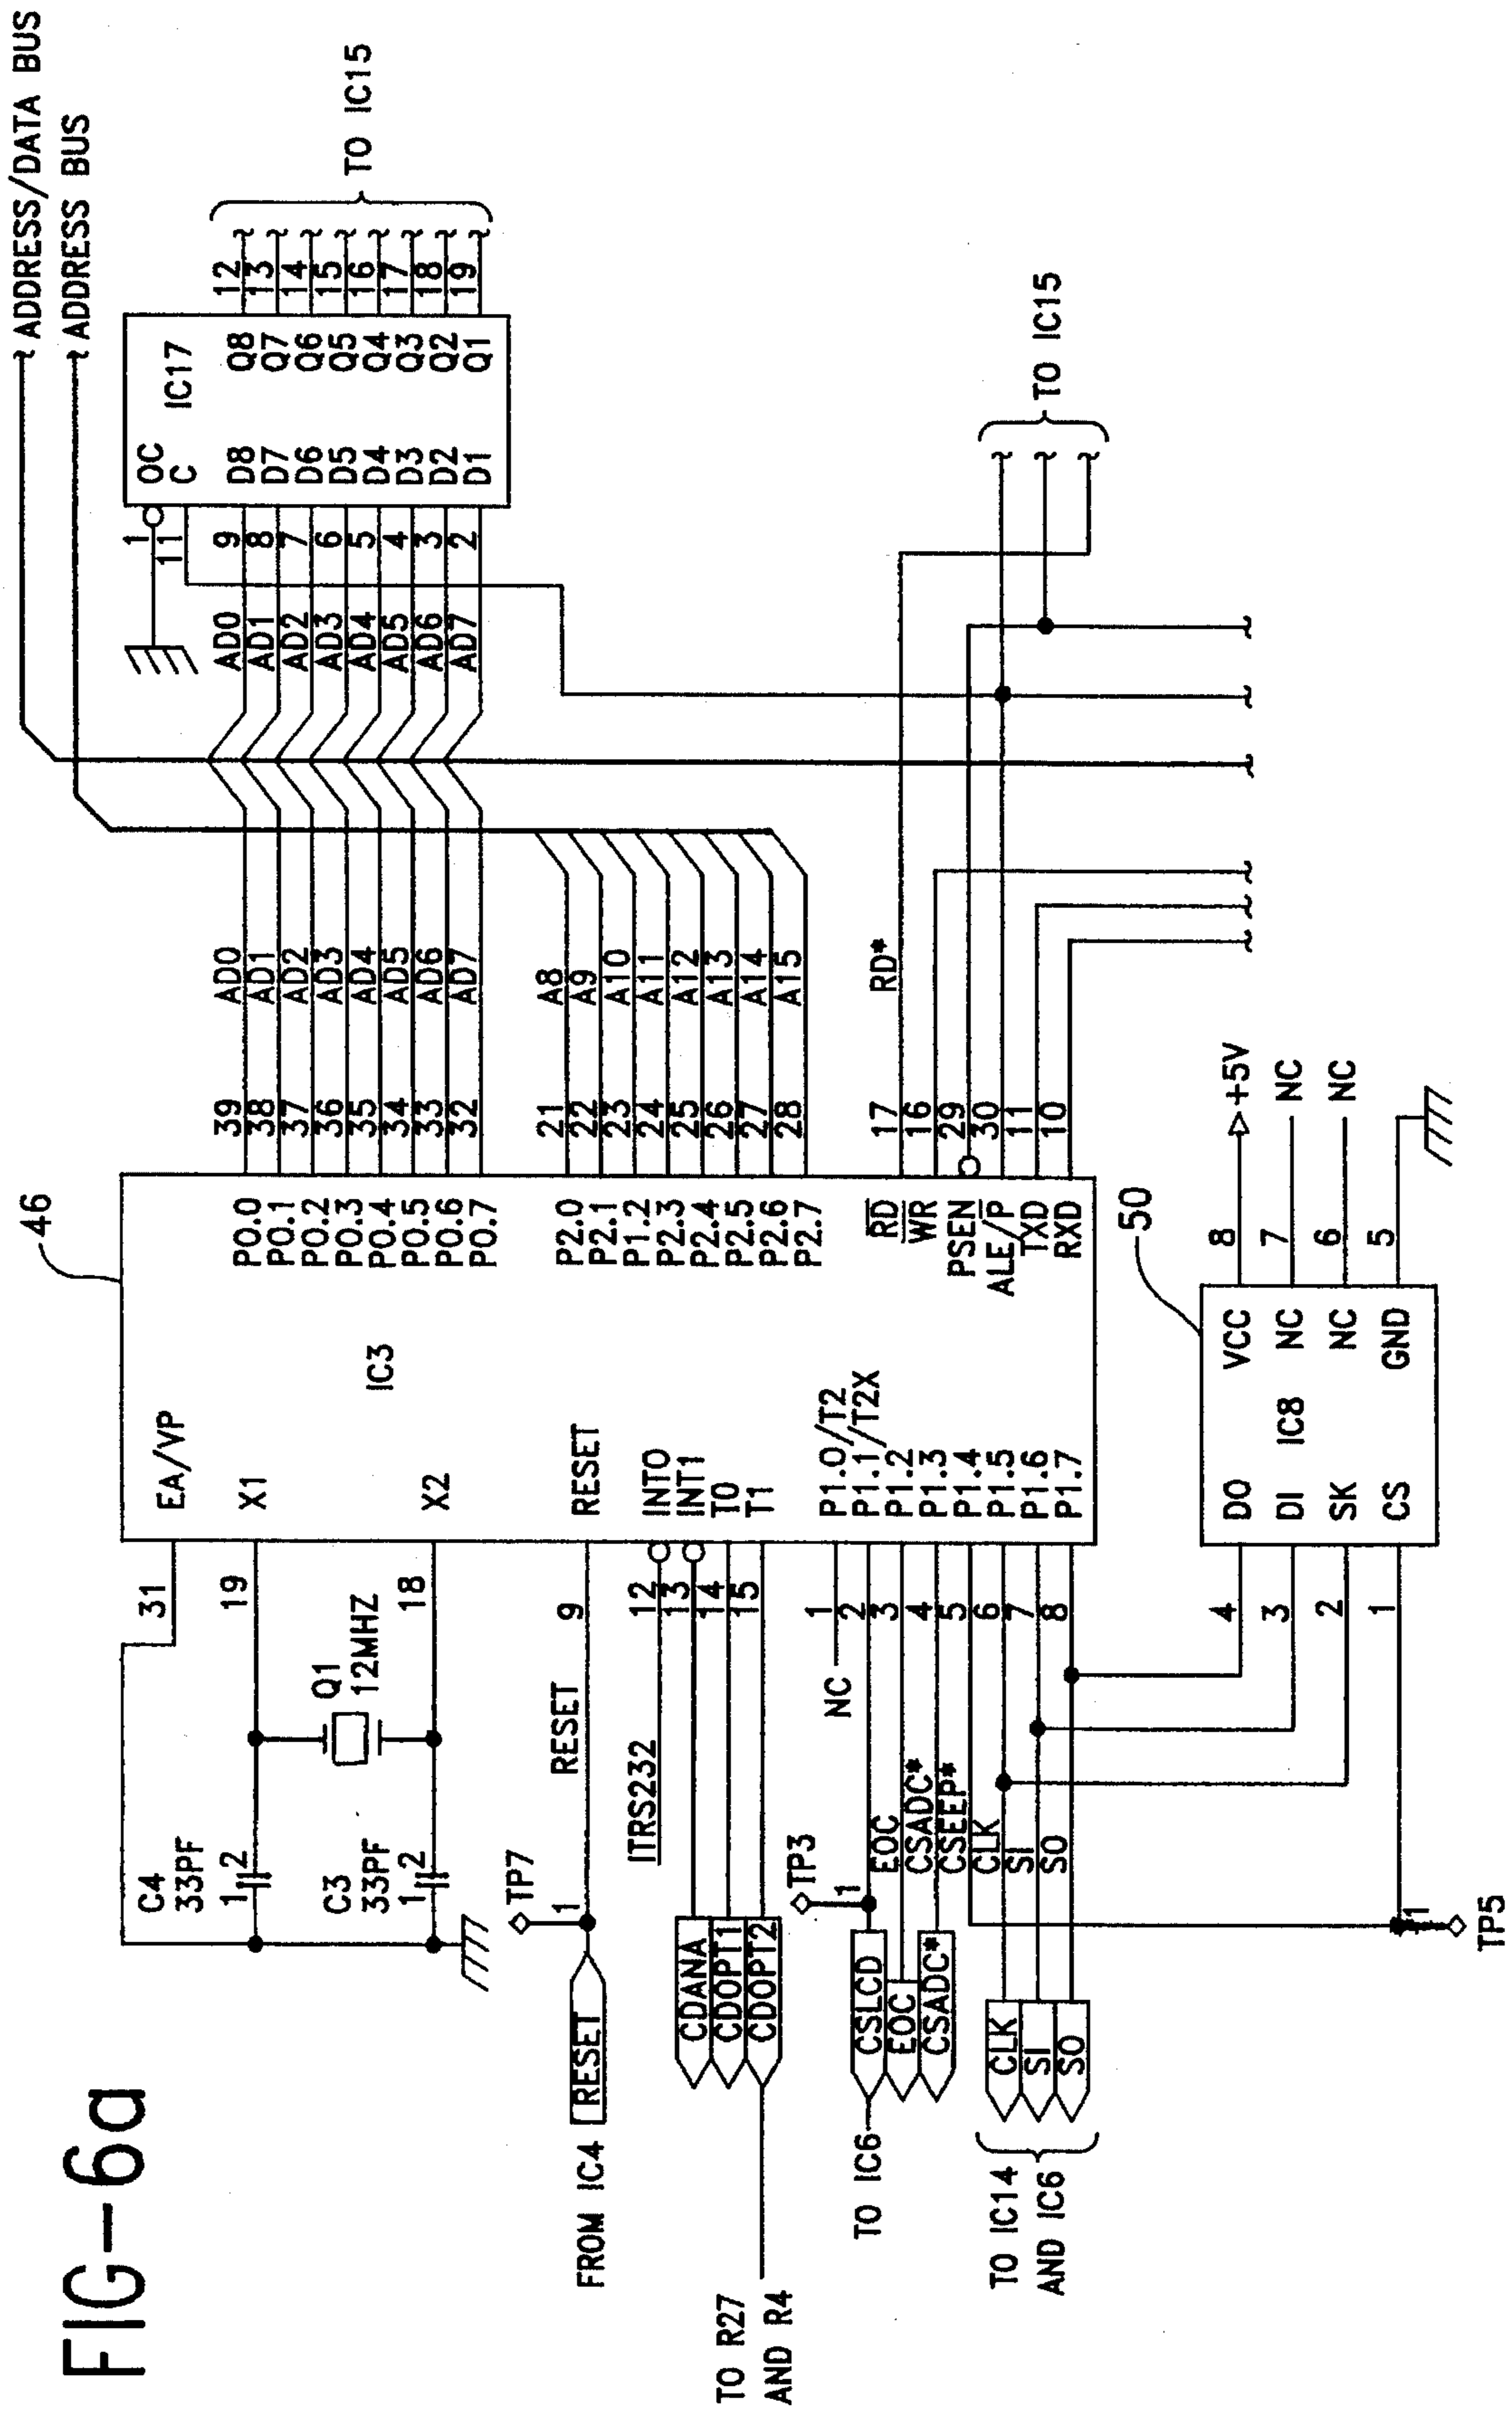 FIG-6a
ADDRESS/DATA BUS
ADDRESS BUS
46
IC3
EA/VP
X1
X2
RESET
INT0
INT1
T0
T1
P1.0/T2
P1.1/T2X
P1.2
P1.3
P1.4
P1.5
P1.6
P1.7
P0.0
P0.1
P0.2
P0.3
P0.4
P0.5
P0.6
P0.7
P2.0
P2.1
P1.2
P2.3
P2.4
P2.5
P2.6
P2.7
RD
WR
PSEN
ALE/P
TXD
RXD
31
19
18
9
12
13
14
15
1
2
3
4
5
6
7
8
39
38
37
36
35
34
33
32
21
22
23
24
25
26
27
28
17
16
29
30
11
10
C4
33PF
1
2
C3
33PF
1
2
Q1
12MHZ
TP7
1
RESET
FROM IC4
RESET
ITRS232
CDANA
CDOPT1
CDOPT2
TO R27
AND R4
NC
TP3
1
CSLCD
EOC
CSADC*
TO IC6
EOC
CSADC*
CSEEP*
CLK
SI
SO
CLK
SI
SO
TO IC14
AND IC6
AD0
AD1
AD2
AD3
AD4
AD5
AD6
AD7
A8
A9
A10
A11
A12
A13
A14
A15
RD*
AD0
AD1
AD2
AD3
AD4
AD5
AD6
AD7
1
11
9
8
7
6
5
4
3
2
IC17
OC
C
D8
D7
D6
D5
D4
D3
D2
D1
Q8
Q7
Q6
Q5
Q4
Q3
Q2
Q1
12
13
14
15
16
17
18
19
TO IC15
TO IC15
50
IC8
DO
DI
SK
CS
VCC
NC
NC
GND
4
3
2
1
8
7
6
5
+5V
NC
NC
1
TP5